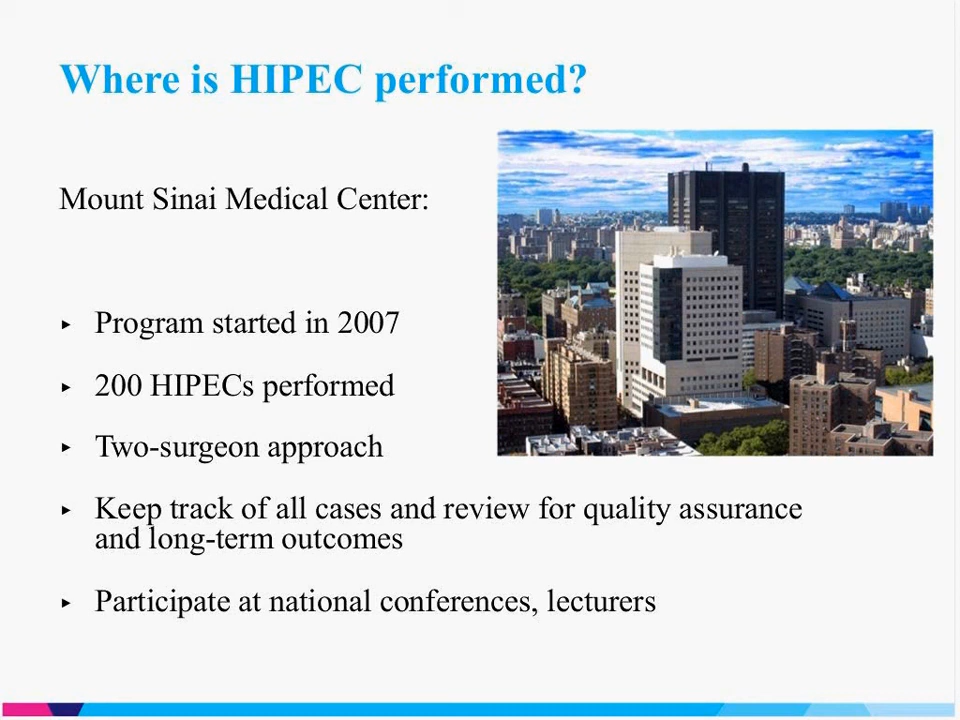 Where is HIPEC performed?
Mount Sinai Medical Center:
‣ Program started in 2007
‣ 200 HIPECs performed
‣ Two-surgeon approach
‣ Keep track of all cases and review for quality assurance
and long-term outcomes
‣ Participate at national conferences, lecturers